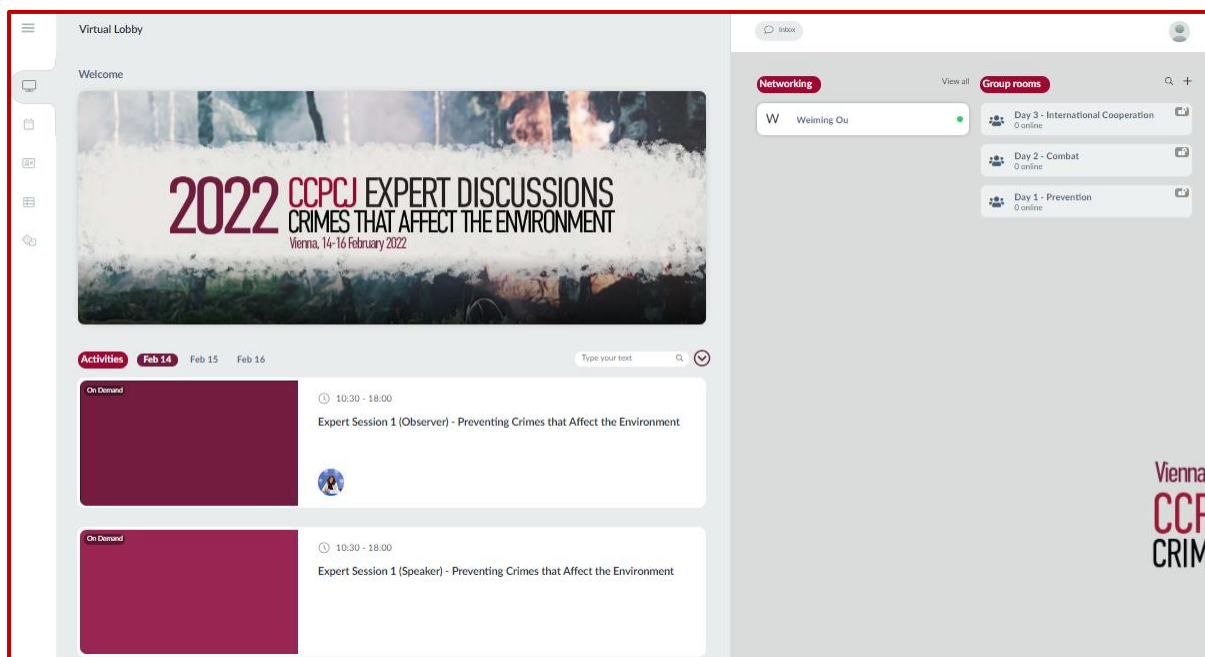 Virtual Lobby
Inbox
Welcome
2022 CCPCJ EXPERT DISCUSSIONS
CRIMES THAT AFFECT THE ENVIRONMENT
Vienna, 14-16 February 2022
Activities Feb 14 Feb 15 Feb 16 Type your text
On Demand
10:30 - 18:00
Expert Session 1 (Observer) - Preventing Crimes that Affect the Environment
On Demand
10:30 - 18:00
Expert Session 1 (Speaker) - Preventing Crimes that Affect the Environment
Networking View all
W Weiming Ou
Group rooms
Day 3 - International Cooperation
0 online
Day 2 - Combat
0 online
Day 1 - Prevention
0 online
Vienna
CCP
CRIM